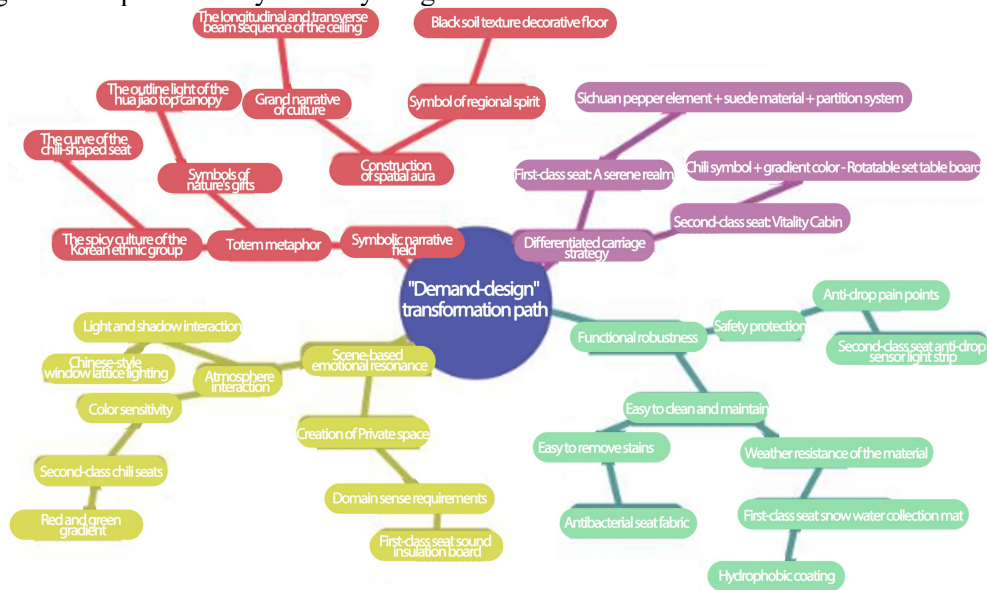 The longitudinal and transverse
beam sequence of the ceiling
Black soil texture decorative floor
The outline light of the
hua jiao top canopy
Grand narrative
of culture
Symbol of regional spirit
Sichuan pepper element + suede material + partition system
The curve of the
chili-shaped seat
Symbols of
nature's gifts
Construction
of spatial aura
First-class seat: A serene realm
Chili symbol + gradient color - Rotatable set table board
The spicy culture of the
Korean ethnic group
Totem metaphor
Symbolic narrative
field
Differentiated carriage
strategy
Second-class seat: Vitality Cabin
"Demand-design"
transformation path
Light and shadow interaction
Chinese-style
window lattice lighting
Atmosphere
interaction
Scene-based
emotional resonance
Color sensitivity
Second-class chili seats
Red and green
gradient
Creation of Private space
Domain sense requirements
First-class seat sound
insulation board
Functional robustness
Safety protection
Anti-drop pain points
Second-class seat anti-drop
sensor light strip
Easy to clean and maintain
Easy to remove stains
Antibacterial seat fabric
Weather resistance of the material
First-class seat snow water collection mat
Hydrophobic coating